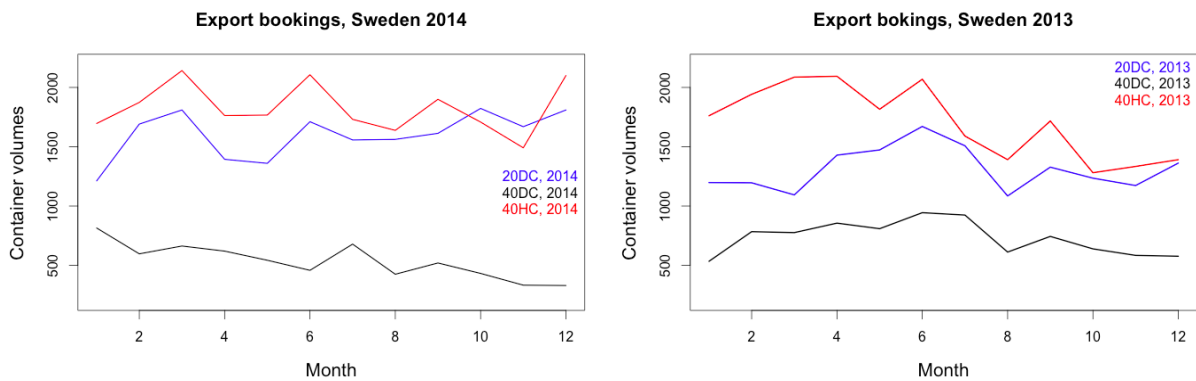 Export bookings, Sweden 2014
Container volumes
2000
1500
1000
500
20DC, 2014
40DC, 2014
40HC, 2014
2 4 6 8 10 12
Month
Export bokings, Sweden 2013
Container volumes
2000
1500
1000
500
20DC, 2013
40DC, 2013
40HC, 2013
2 4 6 8 10 12
Month